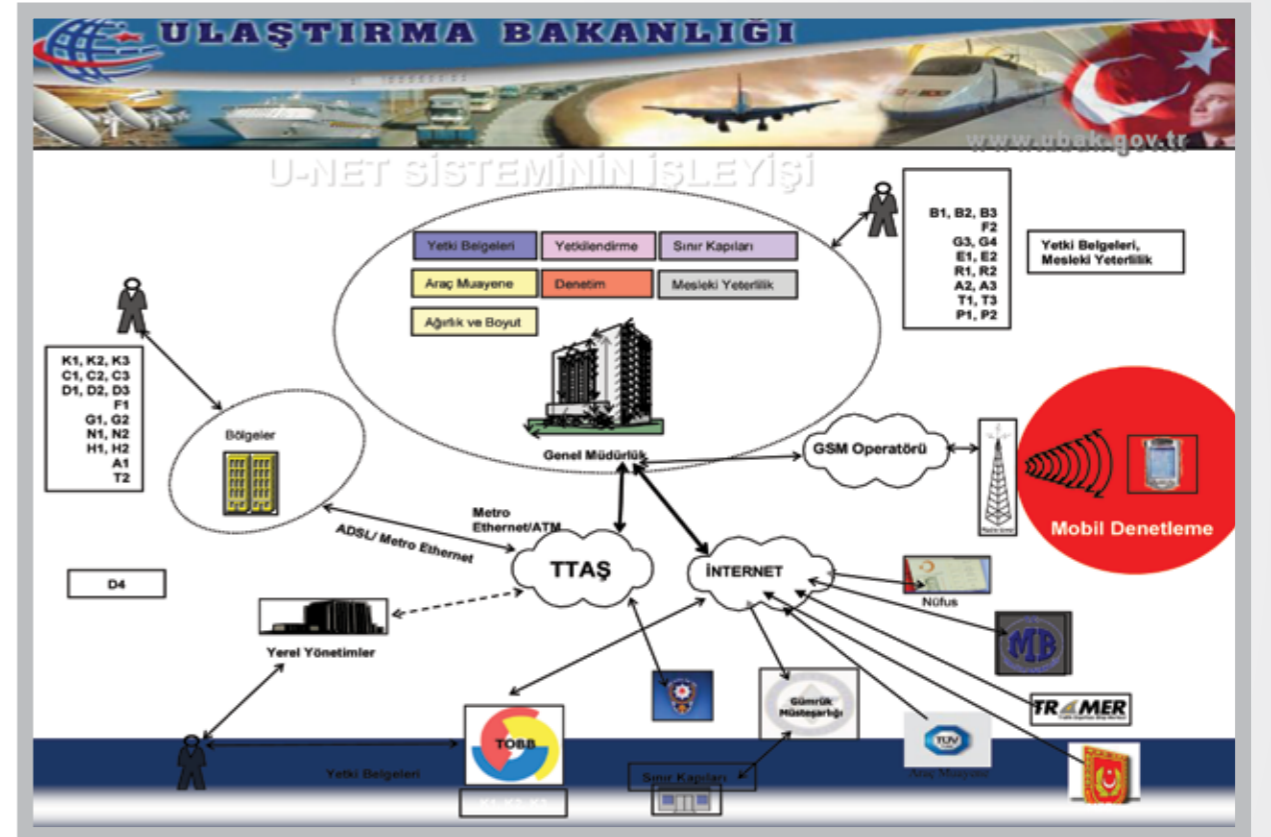 ULAŞTIRMA BAKANLIĞI
www.ubak.gov.tr
U-NET SİSTEMİNİN İŞLEYİŞİ
Yetki Belgeleri
Yetkilendirme
Sınır Kapıları
Araç Muayene
Denetim
Mesleki Yeterlilik
Ağırlık ve Boyut
Genel Müdürlük
B1, B2, B3
F2
G3, G4
E1, E2
R1, R2
A2, A3
T1, T3
P1, P2
Yetki Belgeleri,
Mesleki Yeterlilik
K1, K2, K3
C1, C2, C3
D1, D2, D3
F1
G1, G2
N1, N2
H1, H2
A1
T2
Bölgeler
GSM Operatörü
Mobil Denetleme
Metro
Ethernet/ATM
ADSL/ Metro Ethernet
TTAŞ
İNTERNET
D4
Yerel Yönetimler
Nüfus
MB
TRAMER
Gümrük
Müsteşarlığı
TOBB
TÜV
Araç Muayene
Yetki Belgeleri
Sınır Kapıları
K1, K2, K3